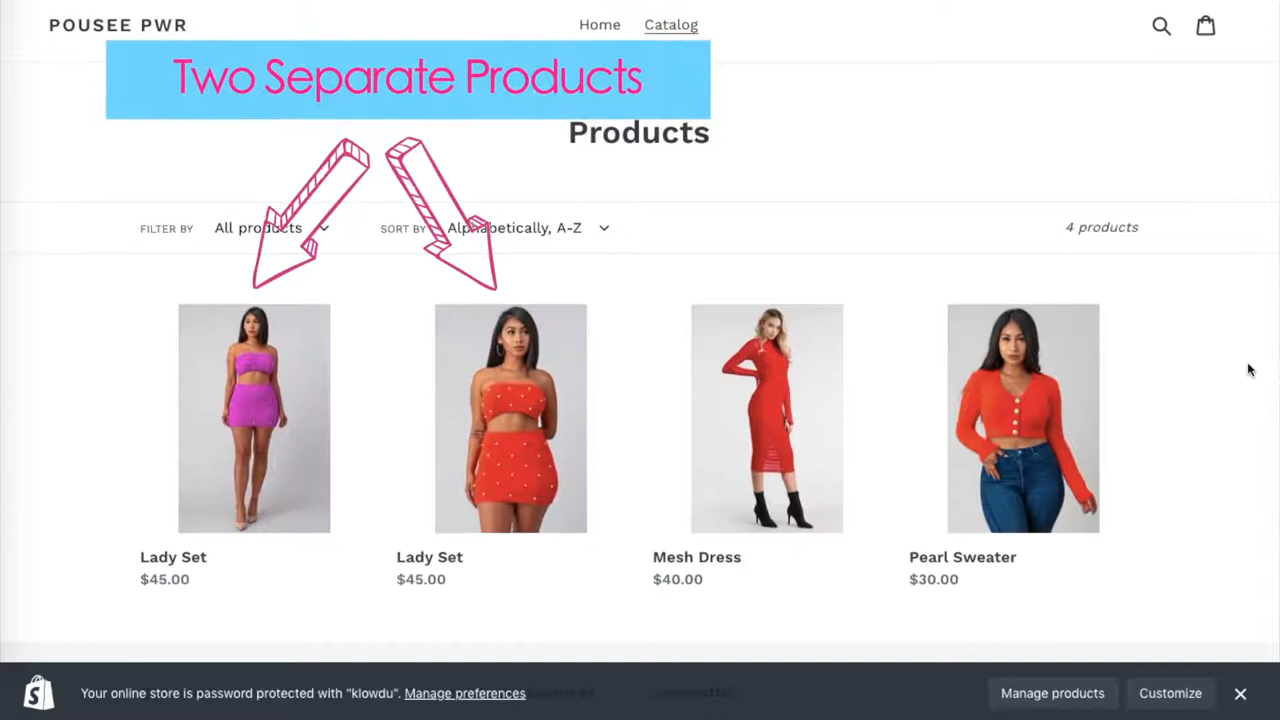 POUSEE PWR
Home Catalog
Two Separate Products
Products
FILTER BY All products SORT BY Alphabetically, A-Z 4 products
Lady Set Lady Set Mesh Dress Pearl Sweater
$45.00 $45.00 $40.00 $30.00
Your online store is password protected with "klowdu". Manage preferences Manage products Customize